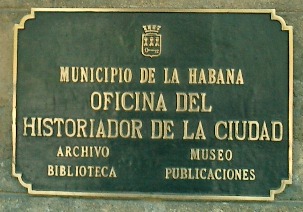 MUNICIPIO DE LA HABANA
OFICINA DEL
HISTORIADOR DE LA CIUDAD
ARCHIVO MUSEO
BIBLIOTECA PUBLICACIONES